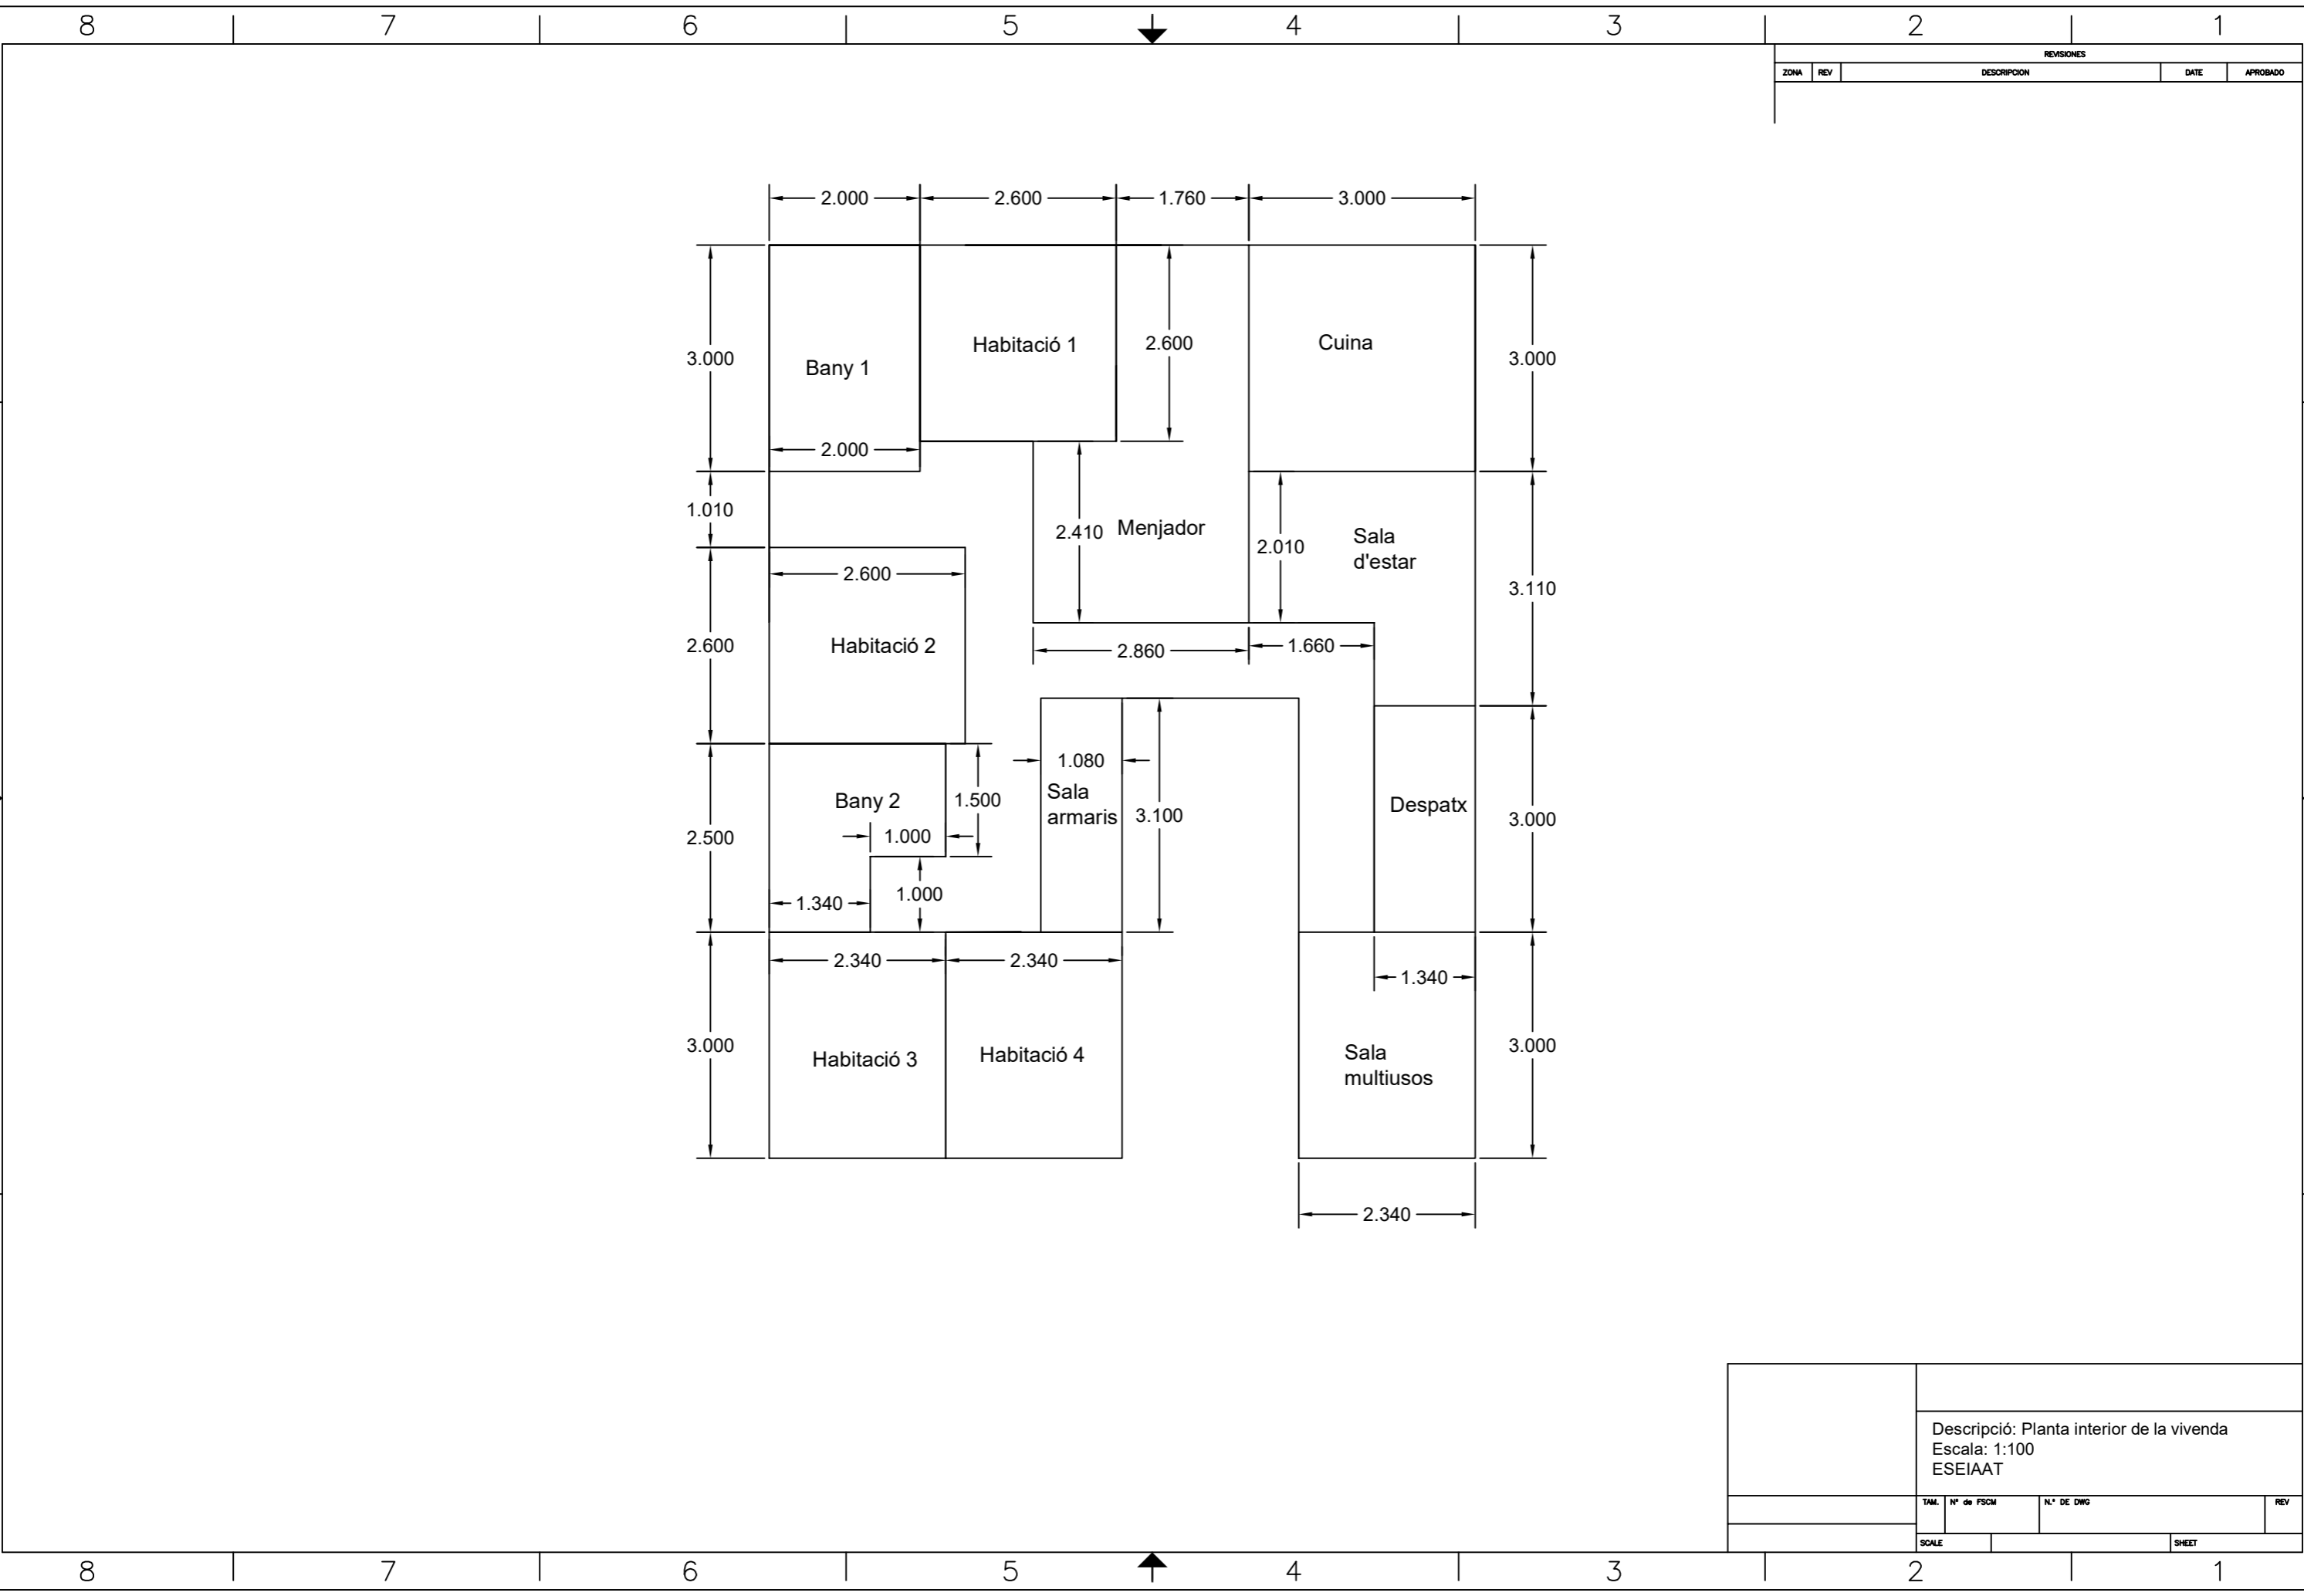 8 7 6 5 4 3 2 1
REVISIONES
ZONA REV DESCRIPCION DATE APROBADO
2.000 2.600 1.760 3.000
Habitació 1
2.600
Cuina
3.000
Bany 1
3.000
2.000
1.010
2.410
Menjador
2.010
Sala
d'estar
2.600
3.110
2.600
Habitació 2
2.860
1.660
1.080
Sala
armaris
3.100
Bany 2
1.500
Despatx
3.000
2.500
1.000
1.340
1.000
2.340
2.340
1.340
3.000
Habitació 3
Habitació 4
Sala
multiusos
3.000
2.340
Descripció: Planta interior de la vivenda
Escala: 1:100
ESEIAAT
TAM. Nº de FSCM N.º DE DWG REV
SCALE SHEET
8 7 6 5 4 3 2 1